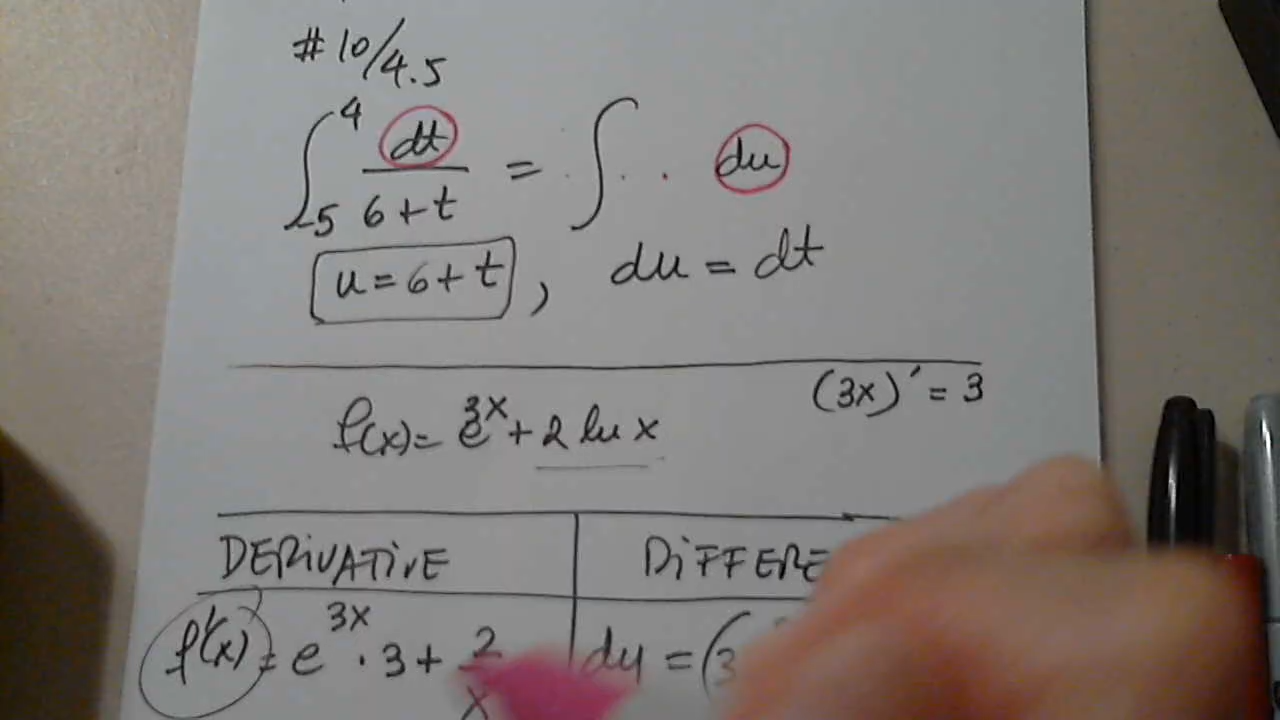 #10/4.5
∫₋₅⁴ dt/(6+t) = ∫ . . du
u = 6+t , du = dt
f(x) = e^{3x} + 2 ln x (3x)' = 3
DERIVATIVE DIFFERE
f'(x) = e^{3x} · 3 + 2/x dy = (3